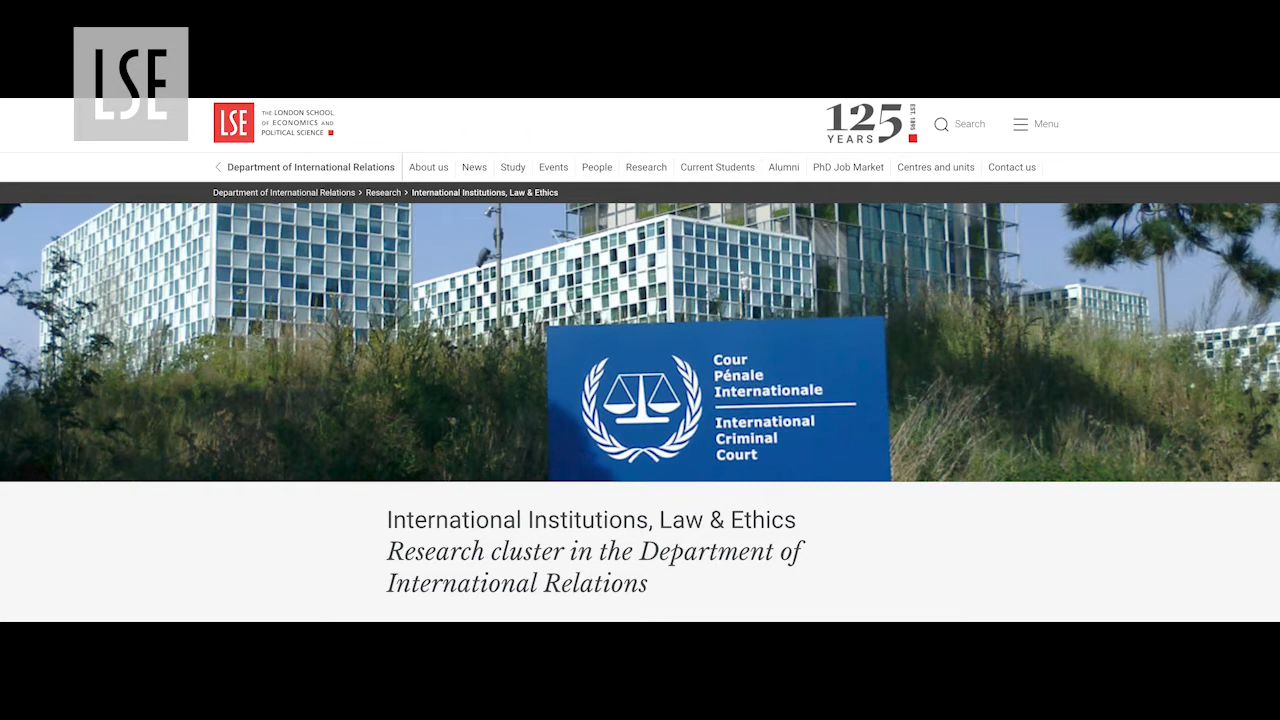 LSE
LSE
THE LONDON SCHOOL
OF ECONOMICS AND
POLITICAL SCIENCE
125
YEARS
EST. 1895
Search
Menu
Department of International Relations
About us
News
Study
Events
People
Research
Current Students
Alumni
PhD Job Market
Centres and units
Contact us
Department of International Relations > Research > International Institutions, Law & Ethics
Cour
Pénale
Internationale
International
Criminal
Court
International Institutions, Law & Ethics
Research cluster in the Department of
International Relations